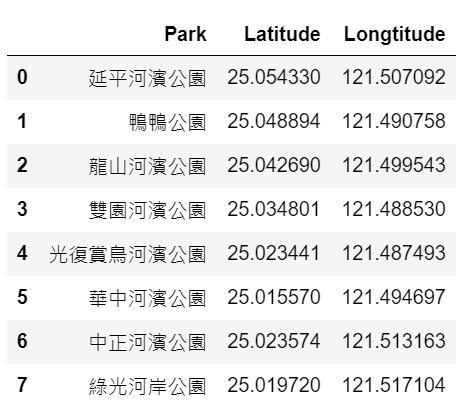 Park Latitude Longtitude
0 延平河濱公園 25.054330 121.507092
1 鴨鴨公園 25.048894 121.490758
2 龍山河濱公園 25.042690 121.499543
3 雙園河濱公園 25.034801 121.488530
4 光復賞鳥河濱公園 25.023441 121.487493
5 華中河濱公園 25.015570 121.494697
6 中正河濱公園 25.023574 121.513163
7 綠光河岸公園 25.019720 121.517104